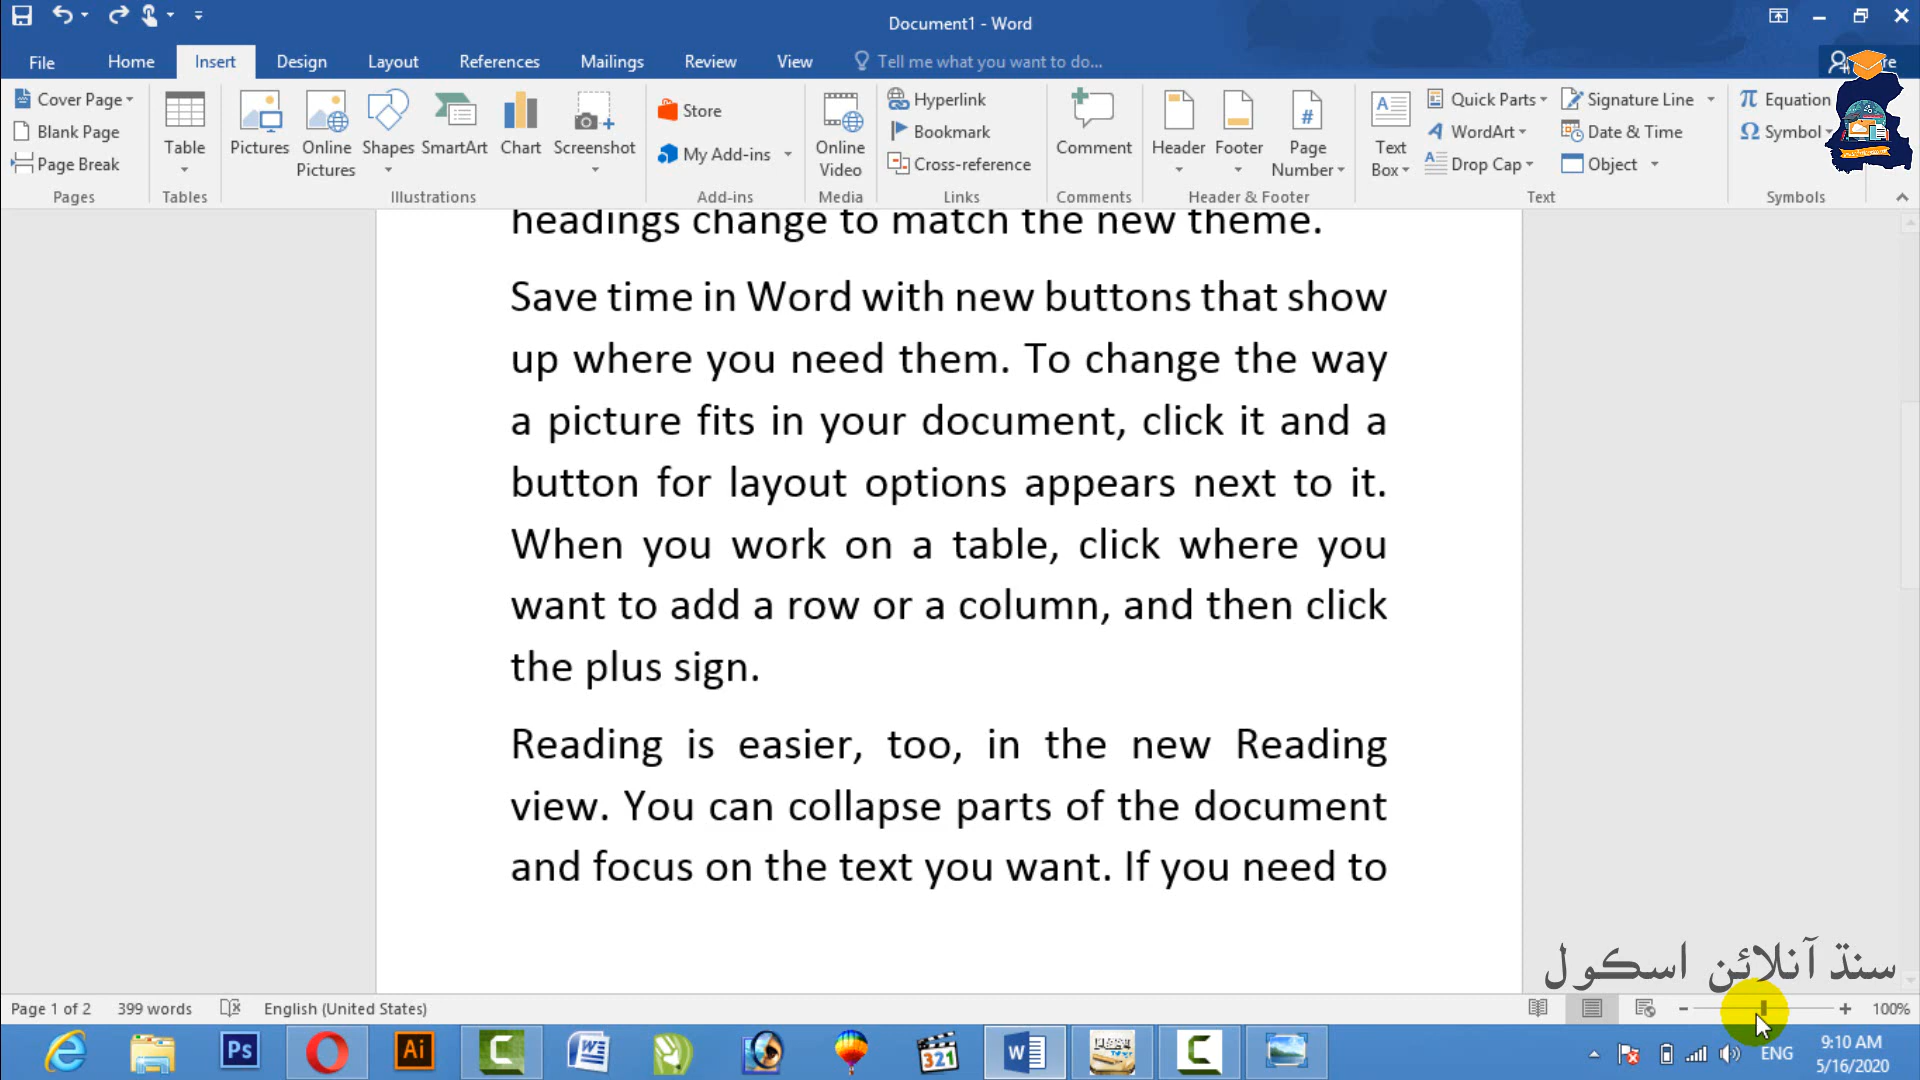 Document1 - Word
File Home Insert Design Layout References Mailings Review View Tell me what you want to do...
Cover Page
Blank Page
Page Break
Pages
Table
Tables
Pictures
Online Pictures
Shapes
SmartArt
Chart
Screenshot
Illustrations
Store
My Add-ins
Add-ins
Online Video
Media
Hyperlink
Bookmark
Cross-reference
Links
Comment
Comments
Header
Footer
Page Number
Header & Footer
Text Box
Quick Parts
WordArt
Drop Cap
Signature Line
Date & Time
Object
Text
Equation
Symbol
Symbols
headings change to match the new theme.
Save time in Word with new buttons that show
up where you need them. To change the way
a picture fits in your document, click it and a
button for layout options appears next to it.
When you work on a table, click where you
want to add a row or a column, and then click
the plus sign.
Reading is easier, too, in the new Reading
view. You can collapse parts of the document
and focus on the text you want. If you need to
سنڌ آنلائن اسڪول
Page 1 of 2 399 words English (United States) 100%
Ps Ai 321 ENG
9:10 AM
5/16/2020